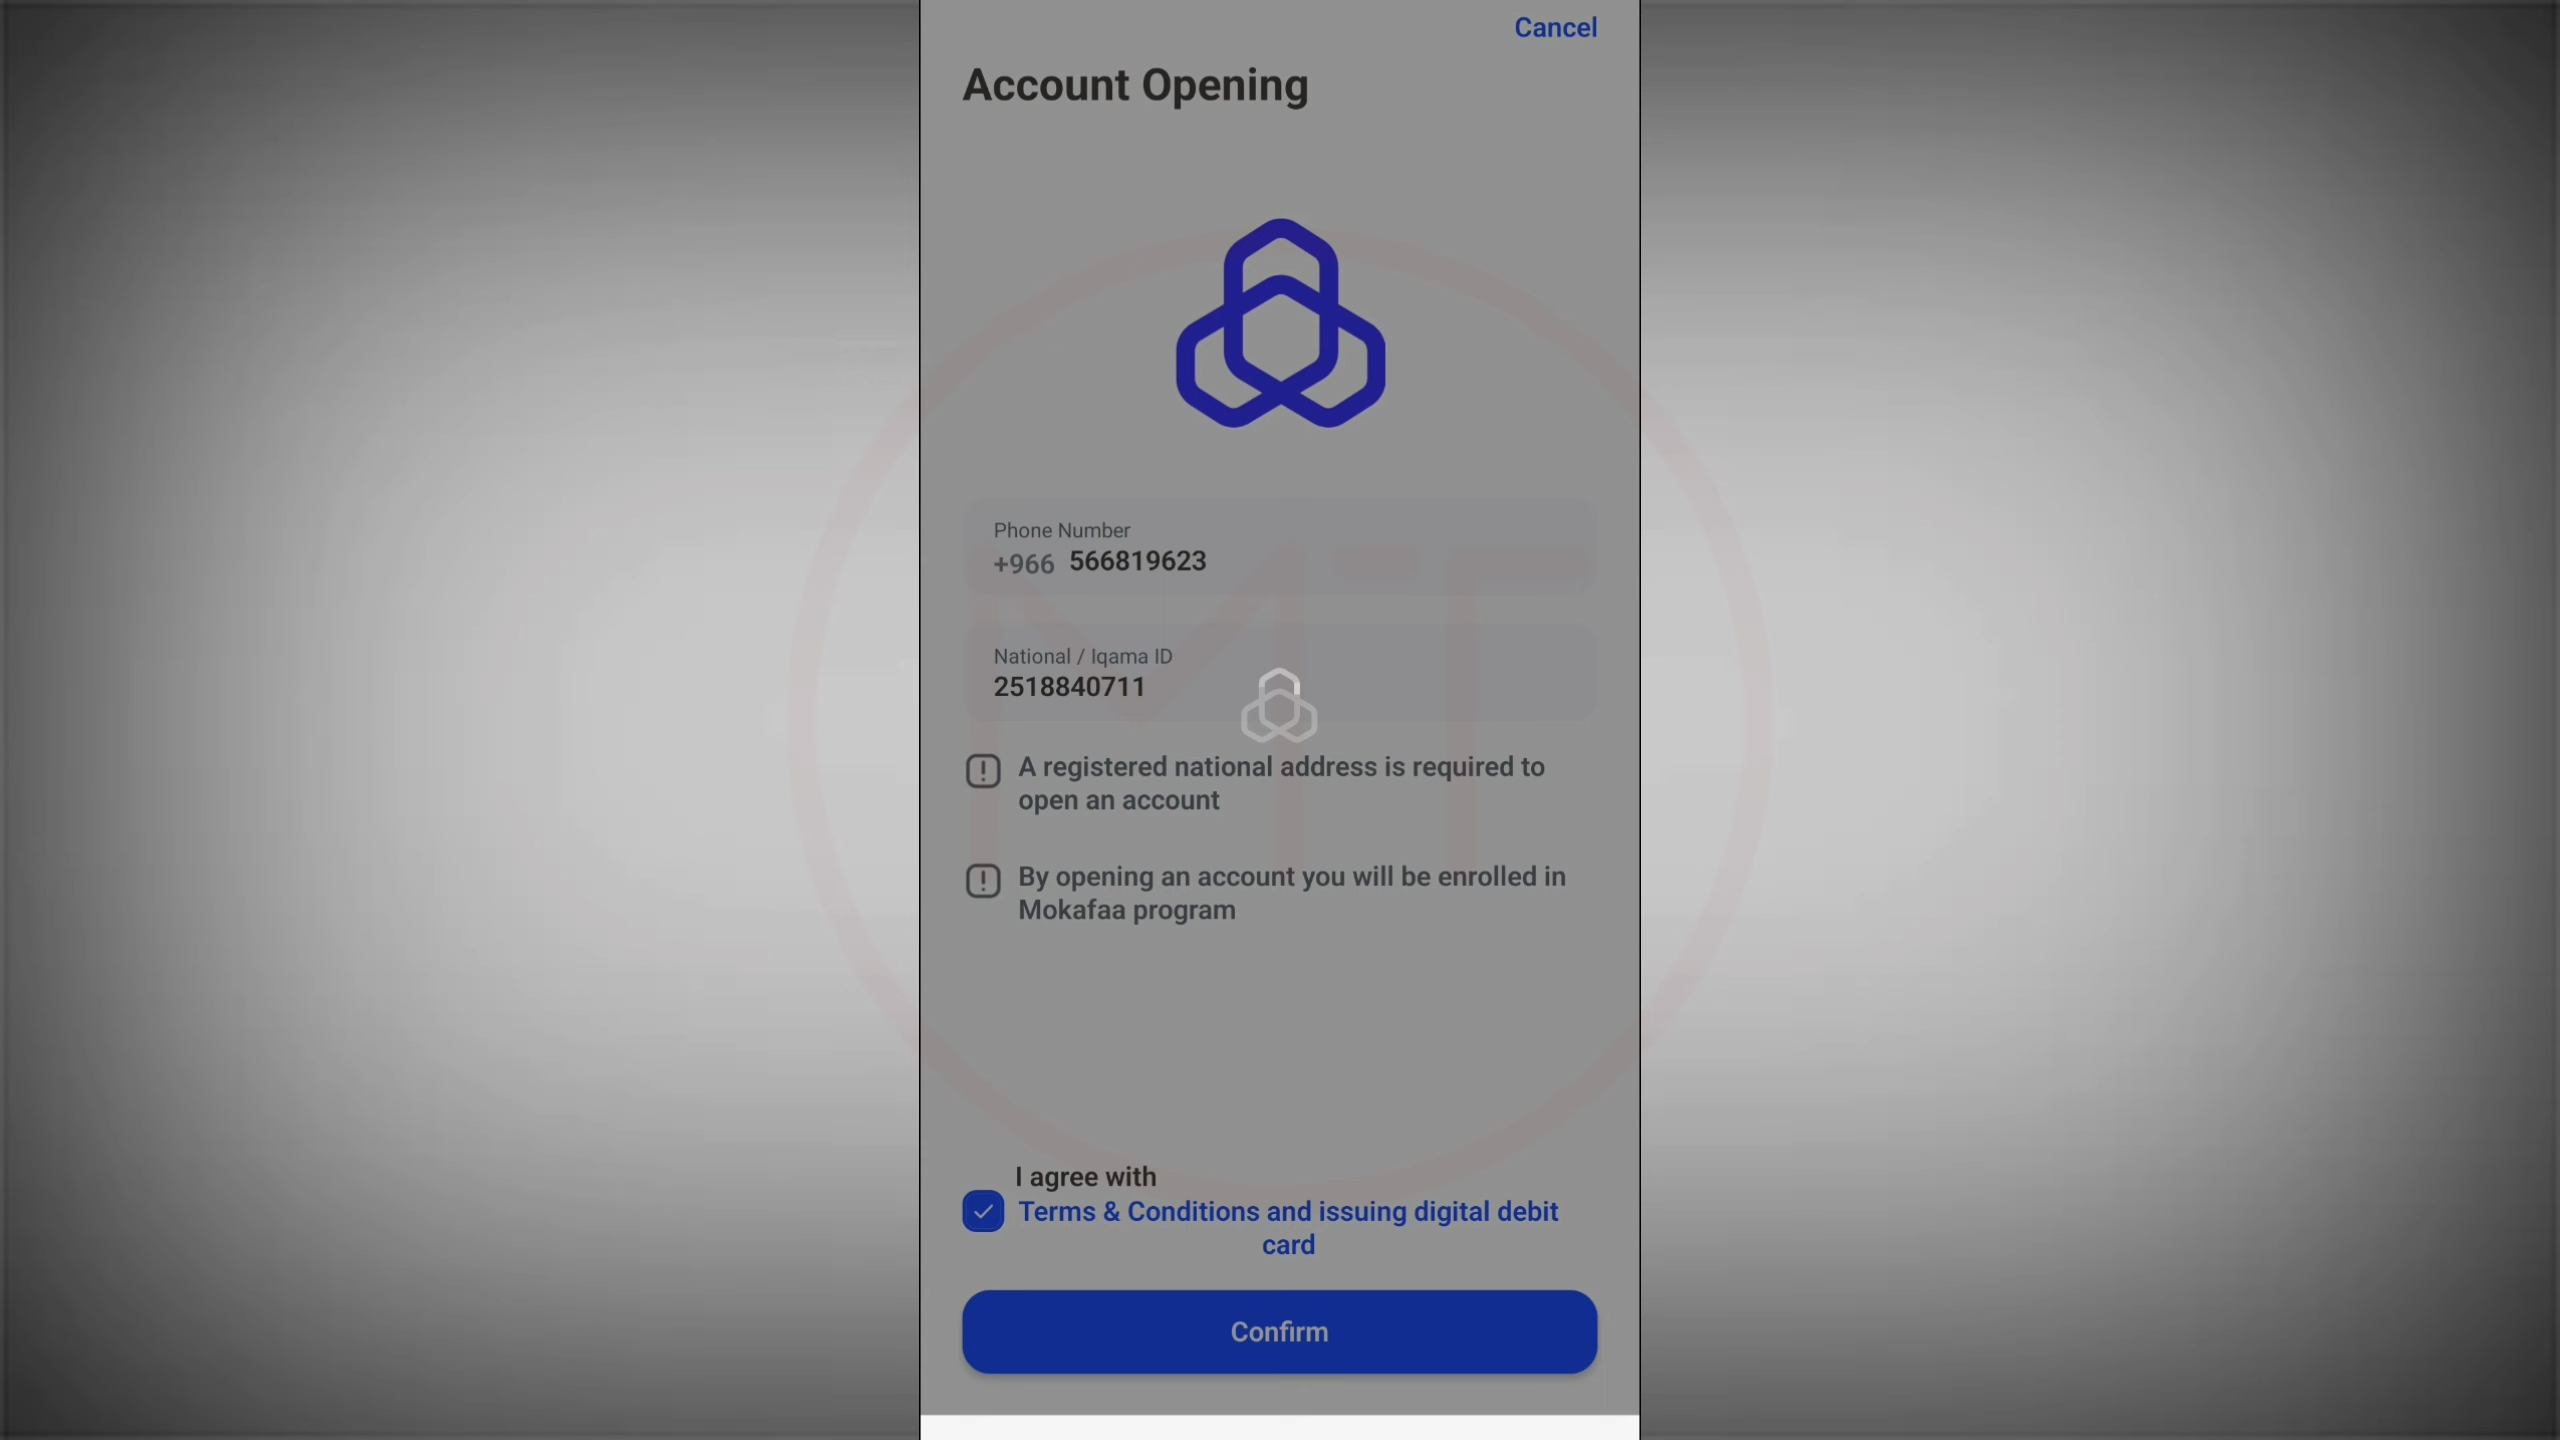 Cancel
Account Opening
Phone Number
+966 566819623
National / Iqama ID
2518840711
A registered national address is required to
open an account
By opening an account you will be enrolled in
Mokafaa program
I agree with
Terms & Conditions and issuing digital debit
card
Confirm
MT